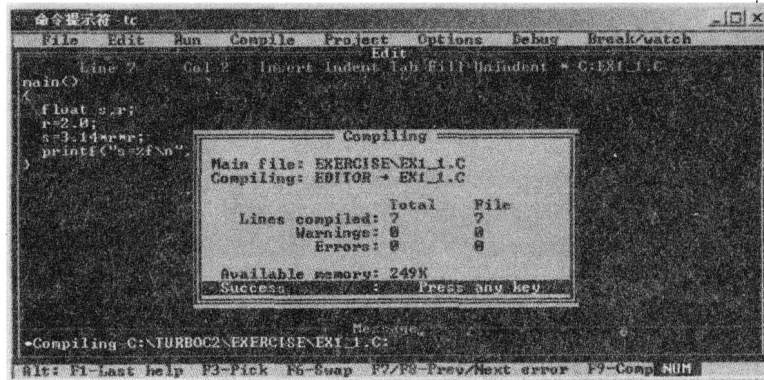 命令提示符 - tc
File Edit Run Compile Project Options Debug Break/watch
Edit
Line 7 Col 2 Insert Indent Tab Fill Unindent * C:EX1_1.C
main()
{
float s,r;
r=2.0;
s=3.14*r*r;
printf("s=%f\n",
}
Compiling
Main file: EXERCISE\EX1_1.C
Compiling: EDITOR → EX1_1.C
Total File
Lines compiled: 7 7
Warnings: 0 0
Errors: 0 0
Available memory: 249K
Success : Press any key
Message
•Compiling C:\TURBOC2\EXERCISE\EX1_1.C:
Alt: F1-Last help F3-Pick F6-Swap F7/F8-Prev/Next error F9-Comp NUM